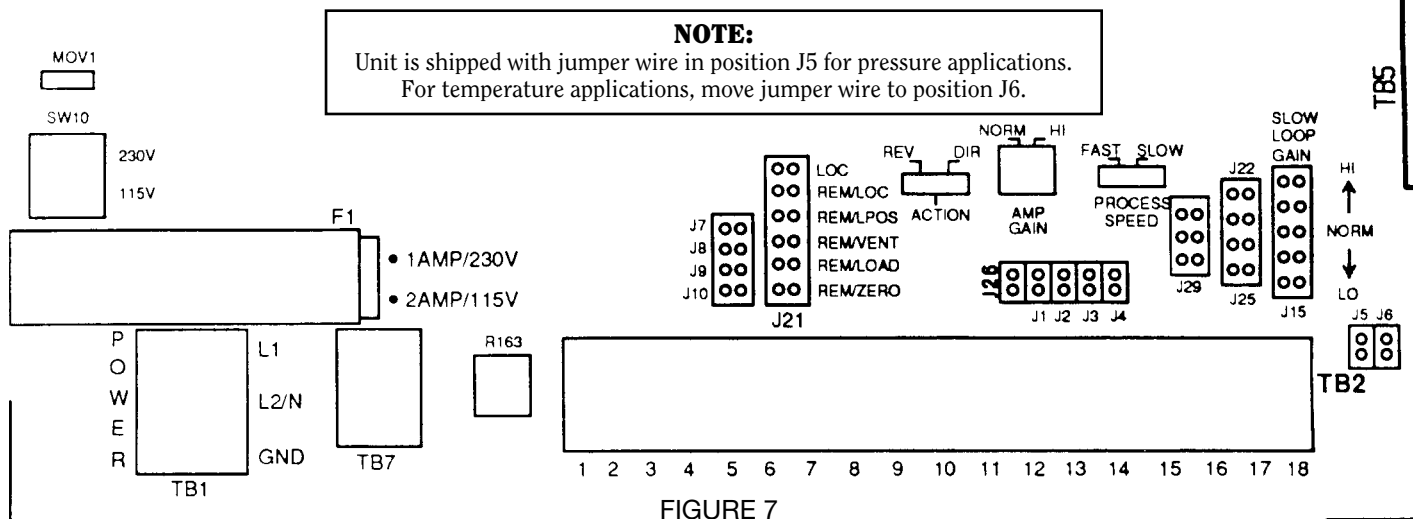 NOTE:
Unit is shipped with jumper wire in position J5 for pressure applications.
For temperature applications, move jumper wire to position J6.
MOV1
SW10
230V
115V
F1
1AMP/230V
2AMP/115V
POWER
L1
L2/N
GND
TB1
TB7
R163
J7
J8
J9
J10
LOC
REM/LOC
REM/LPOS
REM/VENT
REM/LOAD
REM/ZERO
J21
REV DIR
ACTION
NORM HI
AMP
GAIN
FAST SLOW
PROCESS
SPEED
J26
J1 J2 J3 J4
J29
J22
J25
SLOW
LOOP
GAIN
HI
NORM
LO
J15
J5 J6
TB5
TB2
1 2 3 4 5 6 7 8 9 10 11 12 13 14 15 16 17 18
FIGURE 7